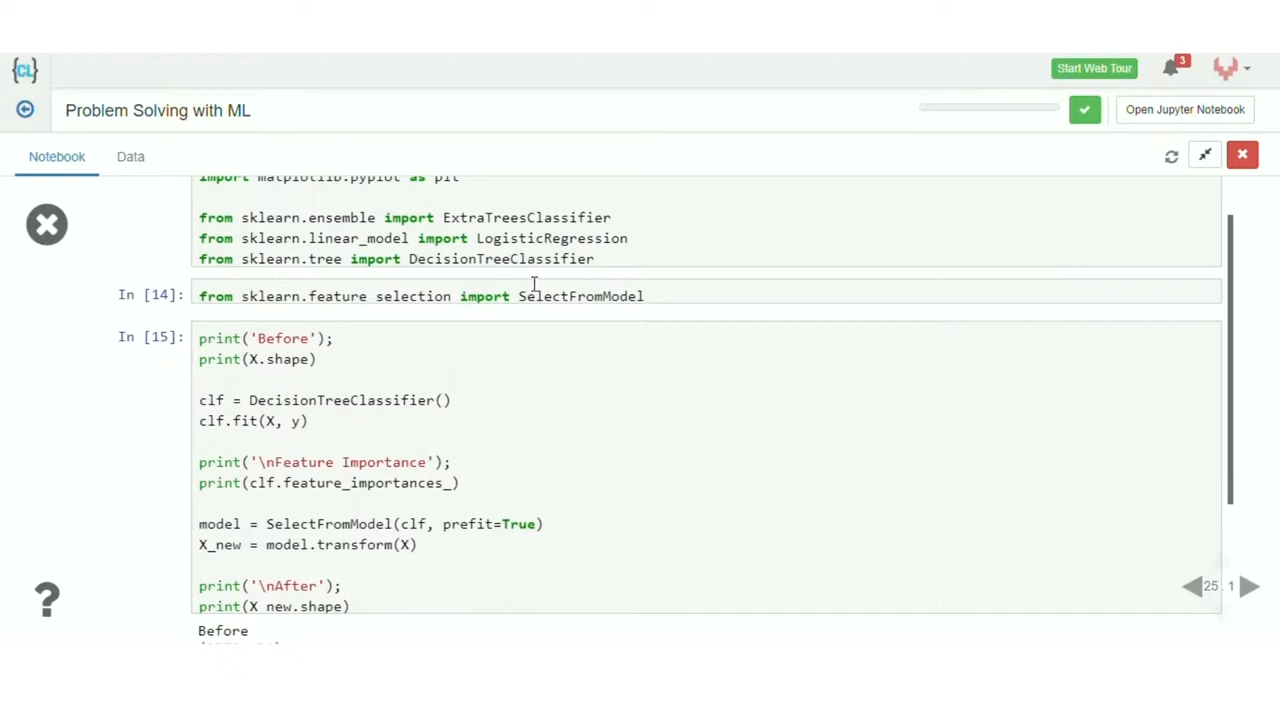 {CL}
Start Web Tour
3
Problem Solving with ML
Open Jupyter Notebook
Notebook
Data
import matplotlib.pyplot as plt
from sklearn.ensemble import ExtraTreesClassifier
from sklearn.linear_model import LogisticRegression
from sklearn.tree import DecisionTreeClassifier
In [14]:
from sklearn.feature selection import SelectFromModel
In [15]:
print('Before');
print(X.shape)
clf = DecisionTreeClassifier()
clf.fit(X, y)
print('\nFeature Importance');
print(clf.feature_importances_)
model = SelectFromModel(clf, prefit=True)
X_new = model.transform(X)
print('\nAfter');
print(X new.shape)
?
25.1
Before